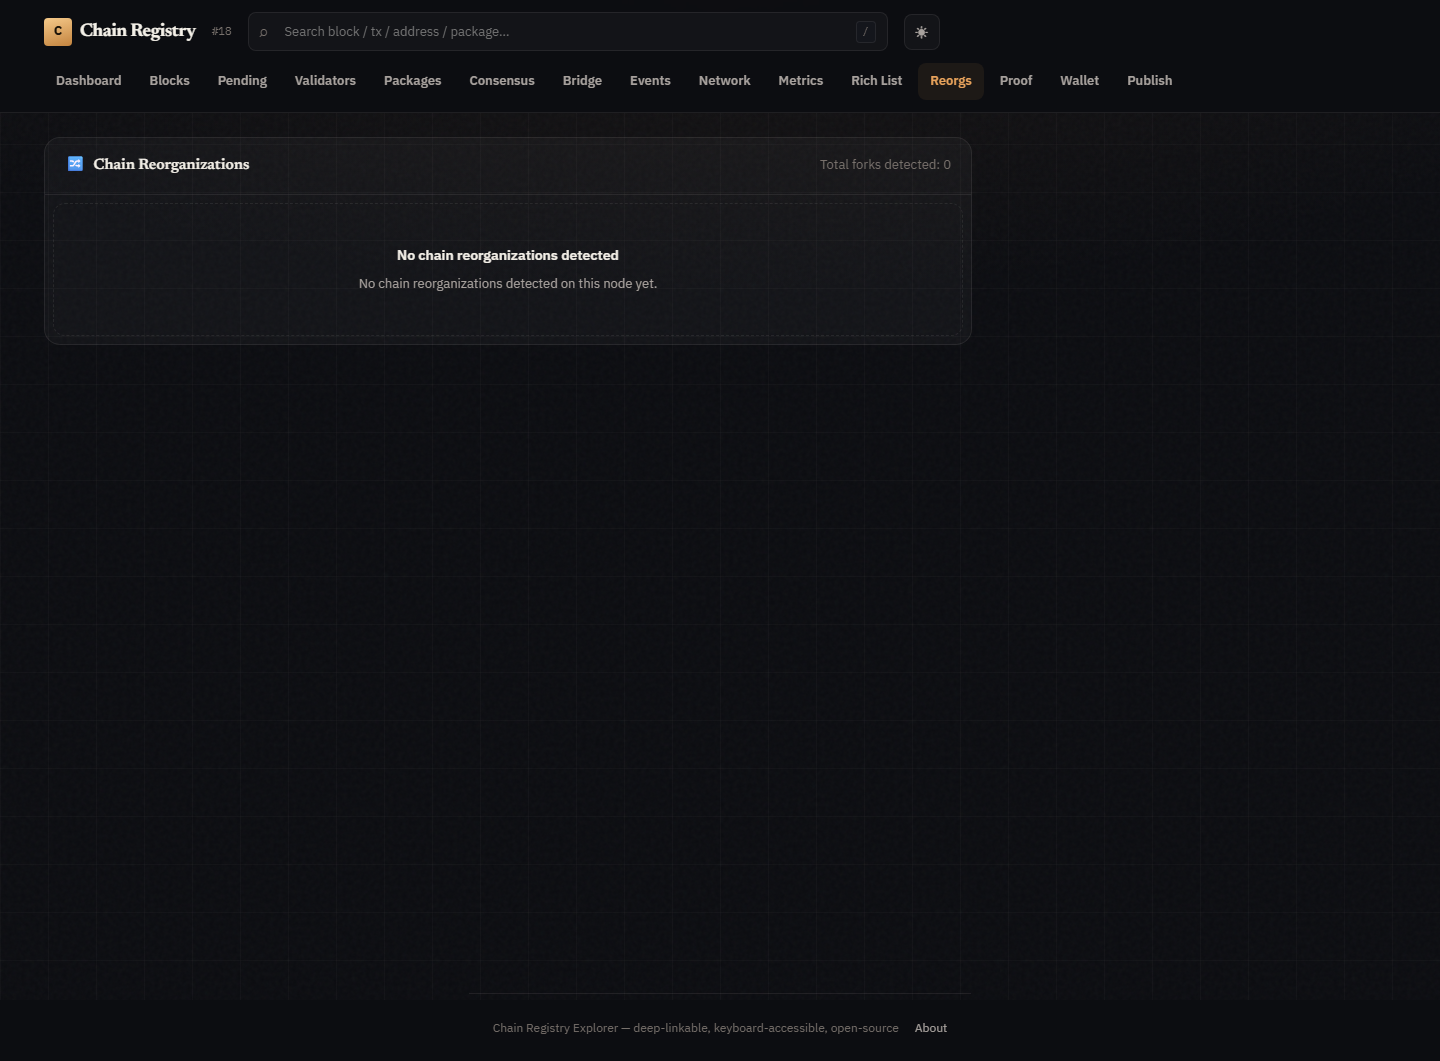 C Chain Registry #18 Search block / tx / address / package... /
Dashboard Blocks Pending Validators Packages Consensus Bridge Events Network Metrics Rich List Reorgs Proof Wallet Publish
Chain Reorganizations Total forks detected: 0
No chain reorganizations detected
No chain reorganizations detected on this node yet.
Chain Registry Explorer — deep-linkable, keyboard-accessible, open-source About